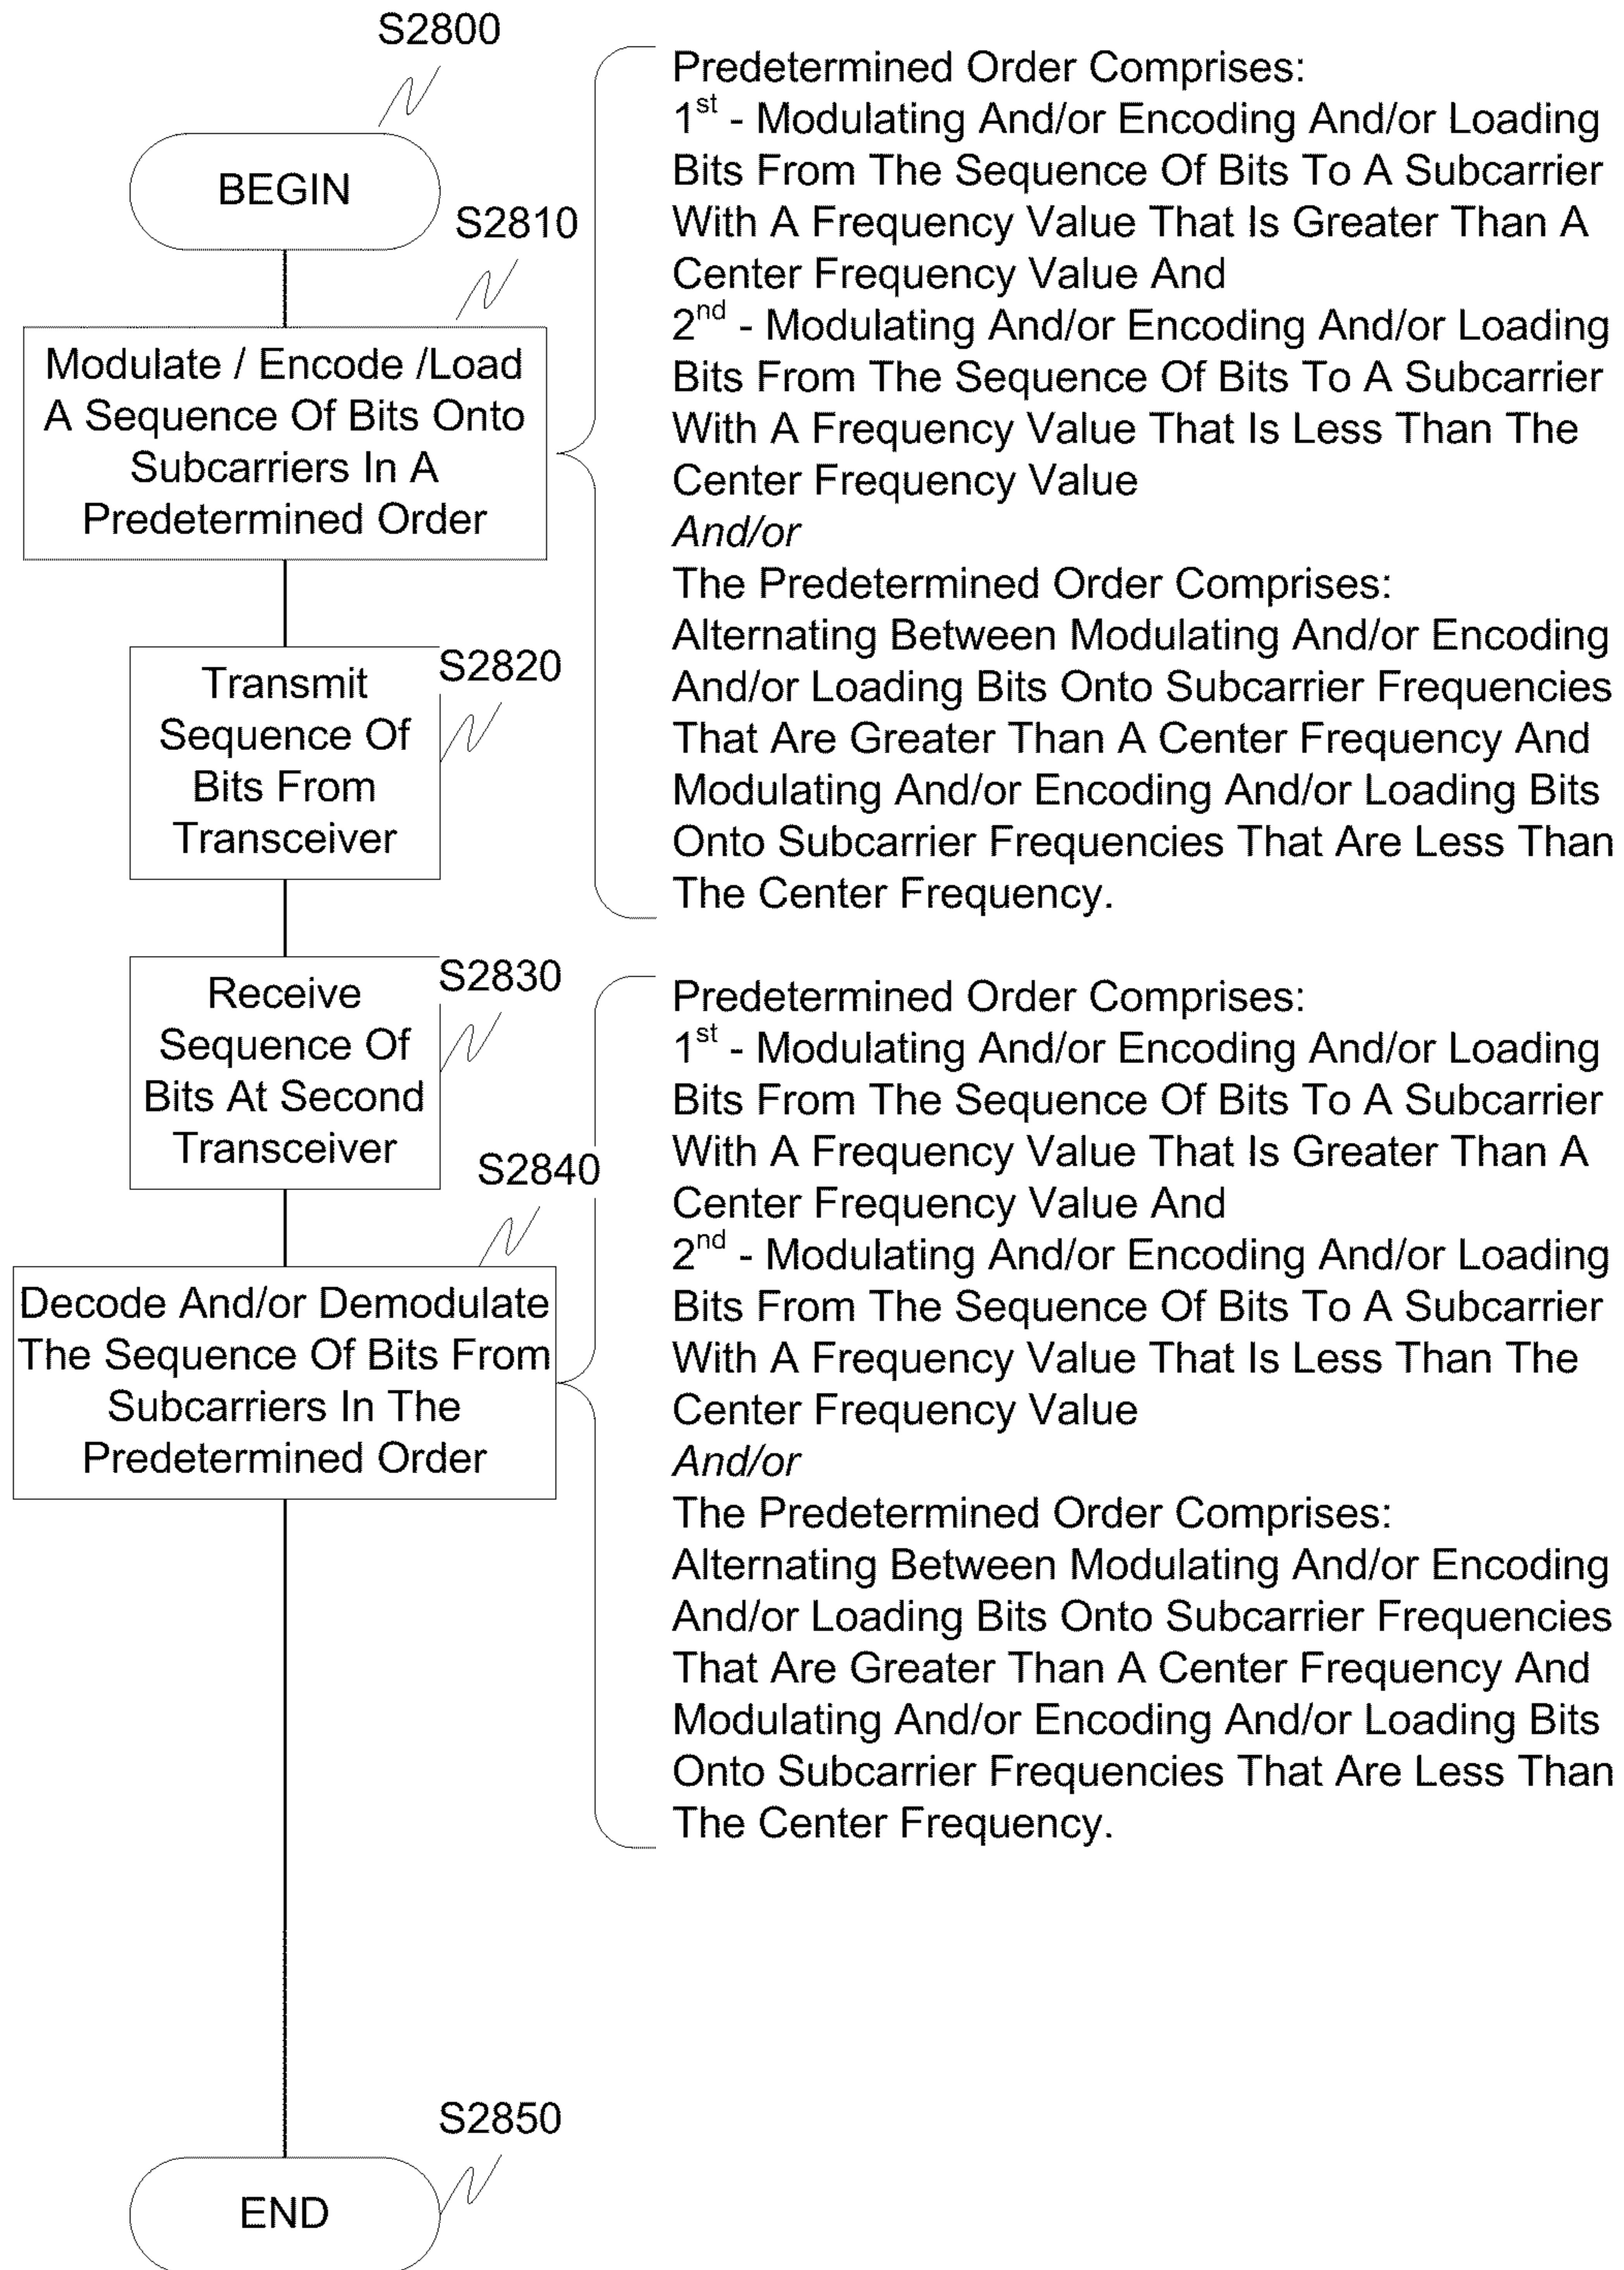 S2800
BEGIN
S2810
Modulate / Encode /Load
A Sequence Of Bits Onto
Subcarriers In A
Predetermined Order
Predetermined Order Comprises:
1st - Modulating And/or Encoding And/or Loading
Bits From The Sequence Of Bits To A Subcarrier
With A Frequency Value That Is Greater Than A
Center Frequency Value And
2nd - Modulating And/or Encoding And/or Loading
Bits From The Sequence Of Bits To A Subcarrier
With A Frequency Value That Is Less Than The
Center Frequency Value
And/or
The Predetermined Order Comprises:
Alternating Between Modulating And/or Encoding
And/or Loading Bits Onto Subcarrier Frequencies
That Are Greater Than A Center Frequency And
Modulating And/or Encoding And/or Loading Bits
Onto Subcarrier Frequencies That Are Less Than
The Center Frequency.
S2820
Transmit
Sequence Of
Bits From
Transceiver
S2830
Receive
Sequence Of
Bits At Second
Transceiver
S2840
Decode And/or Demodulate
The Sequence Of Bits From
Subcarriers In The
Predetermined Order
Predetermined Order Comprises:
1st - Modulating And/or Encoding And/or Loading
Bits From The Sequence Of Bits To A Subcarrier
With A Frequency Value That Is Greater Than A
Center Frequency Value And
2nd - Modulating And/or Encoding And/or Loading
Bits From The Sequence Of Bits To A Subcarrier
With A Frequency Value That Is Less Than The
Center Frequency Value
And/or
The Predetermined Order Comprises:
Alternating Between Modulating And/or Encoding
And/or Loading Bits Onto Subcarrier Frequencies
That Are Greater Than A Center Frequency And
Modulating And/or Encoding And/or Loading Bits
Onto Subcarrier Frequencies That Are Less Than
The Center Frequency.
S2850
END